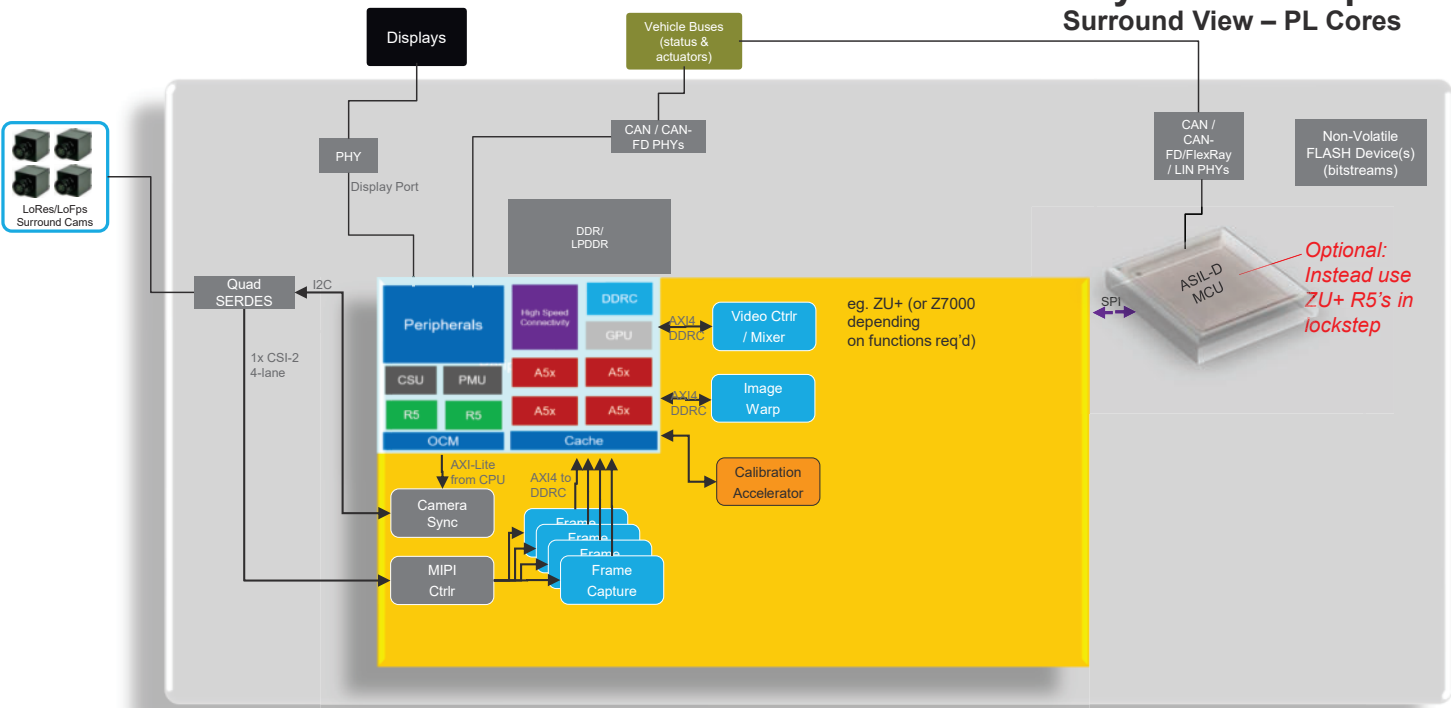 Surround View – PL Cores
Displays
Vehicle Buses
(status &
actuators)
CAN / CAN-
FD PHYs
CAN /
CAN-
FD/FlexRay
/ LIN PHYs
Non-Volatile
FLASH Device(s)
(bitstreams)
PHY
Display Port
LoRes/LoFps
Surround Cams
DDR/
LPDDR
Quad
SERDES
I2C
1x CSI-2
4-lane
Peripherals
High Speed
Connectivity
DDRC
GPU
CSU
PMU
A5x
A5x
R5
R5
A5x
A5x
OCM
Cache
AXI4
DDRC
Video Ctrlr
/ Mixer
AXI4
DDRC
Image
Warp
eg. ZU+ (or Z7000
depending
on functions req'd)
SPI
ASIL-D
MCU
Optional:
Instead use
ZU+ R5's in
lockstep
Calibration
Accelerator
AXI-Lite
from CPU
AXI4 to
DDRC
Camera
Sync
MIPI
Ctrlr
Frame
Frame
Frame
Frame
Capture